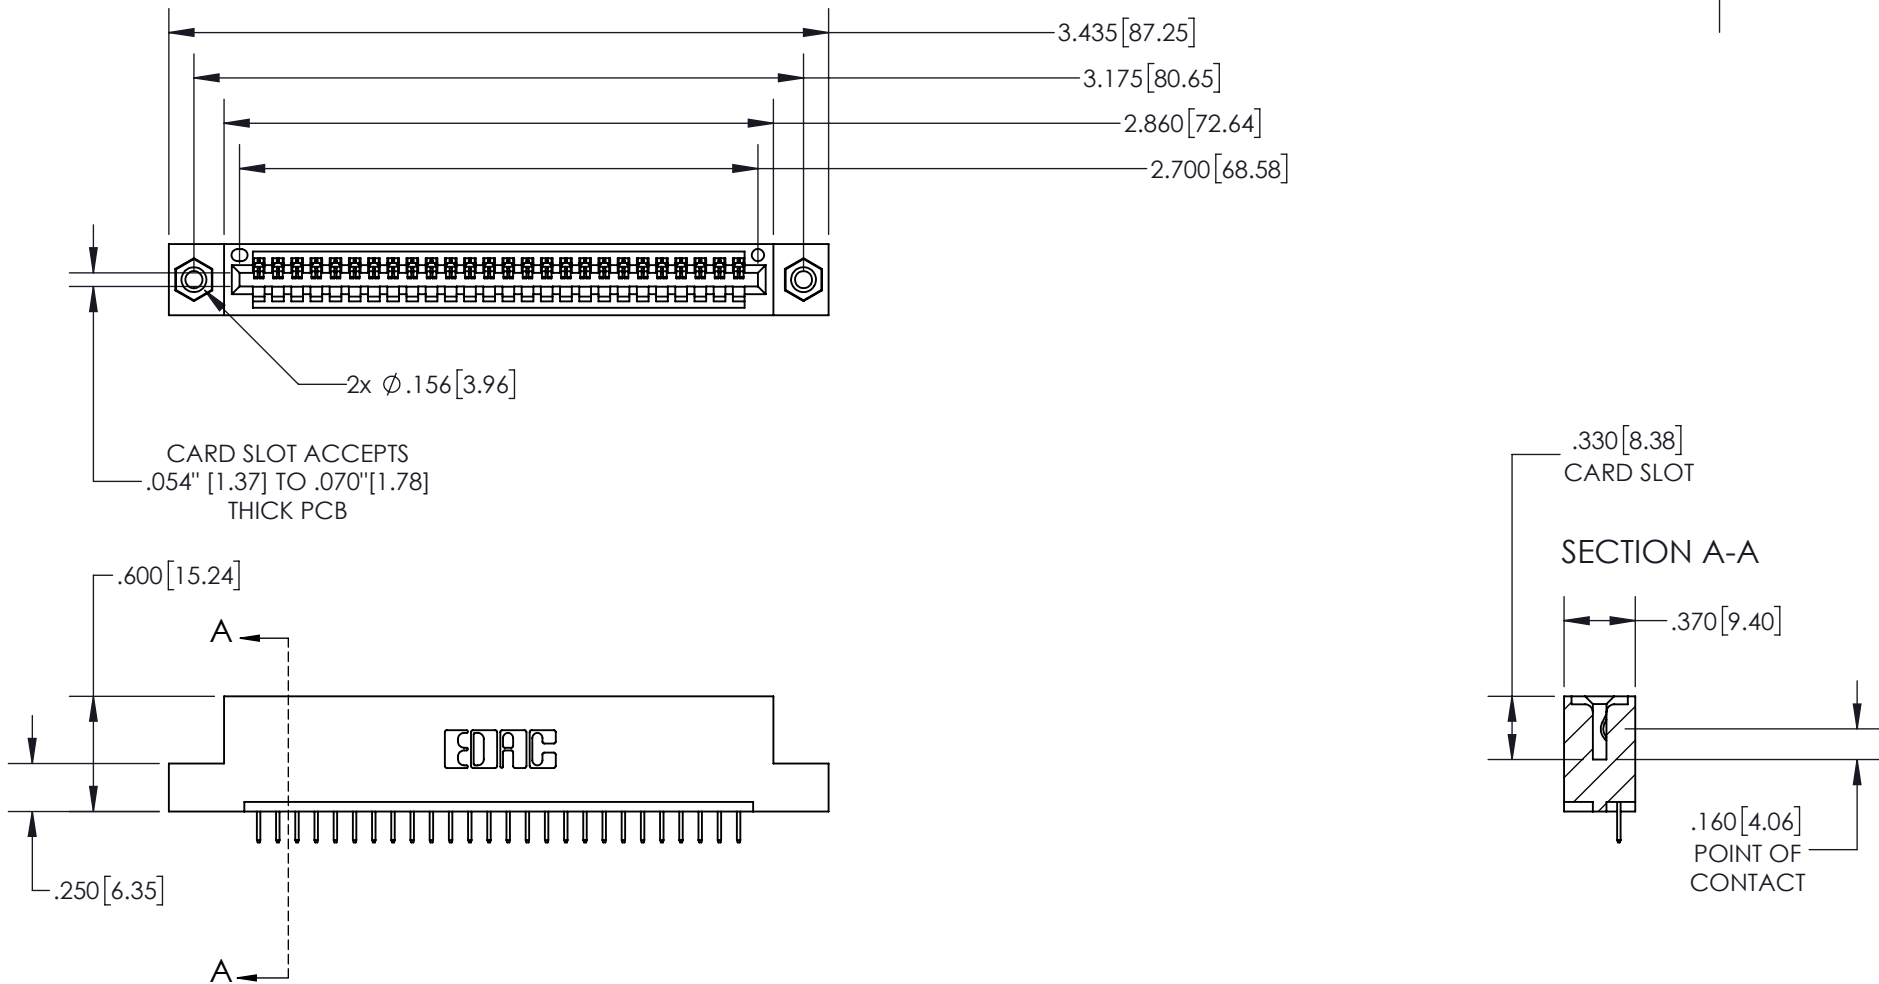 3.435[87.25]
3.175[80.65]
2.860[72.64]
2.700[68.58]
2x Ø.156[3.96]
CARD SLOT ACCEPTS
.054" [1.37] TO .070"[1.78]
THICK PCB
.330[8.38]
CARD SLOT
SECTION A-A
.600[15.24]
A
.370[9.40]
EDAC
.160[4.06]
POINT OF
CONTACT
.250[6.35]
A